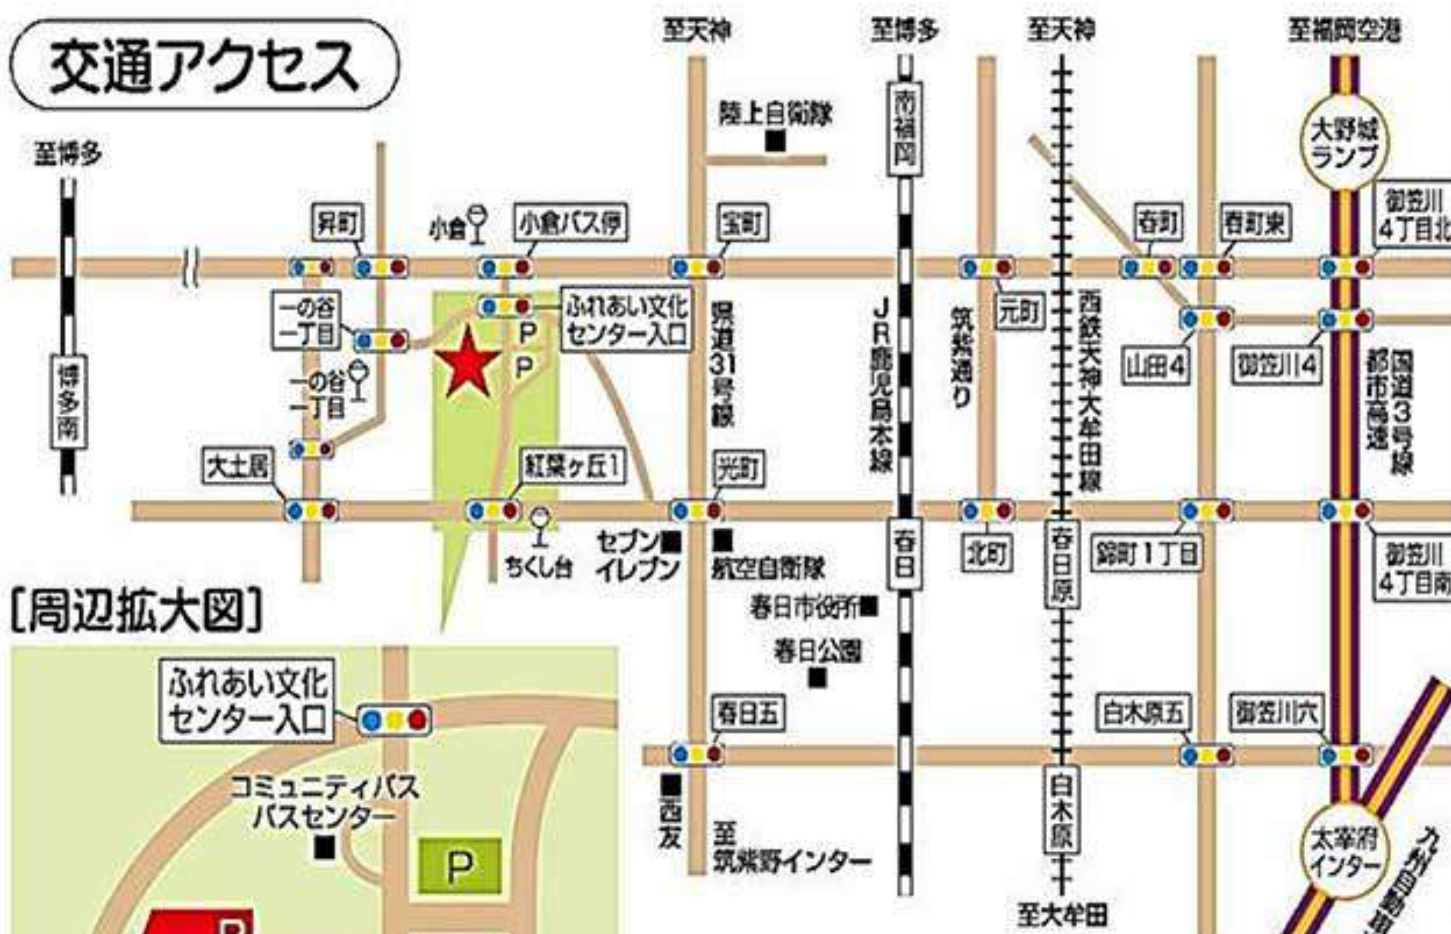 交通アクセス
至天神
至博多
至天神
至福岡空港
陸上自衛隊
南福岡
大野城
ランプ
至博多
昇町
小倉
小倉バス停
宝町
春町
春町東
御笠川
4丁目北
一の谷
一丁目
ふれあい文化
センター入口
P
P
県道31号線
JR鹿児島本線
筑紫通り
元町
西鉄天神大牟田線
山田4
御笠川4
国道3号線
都市高速
一の谷
一丁目
博多南
大土居
紅葉ヶ丘1
光町
ちくし台
セブン
イレブン
航空自衛隊
春日
北町
春日原
錦町1丁目
御笠川
4丁目南
[周辺拡大図]
春日市役所
春日公園
ふれあい文化
センター入口
春日五
白木原五
御笠川六
コミュニティバス
バスセンター
西友
至
筑紫野インター
白木原
太宰府
インター
P
P
至大牟田